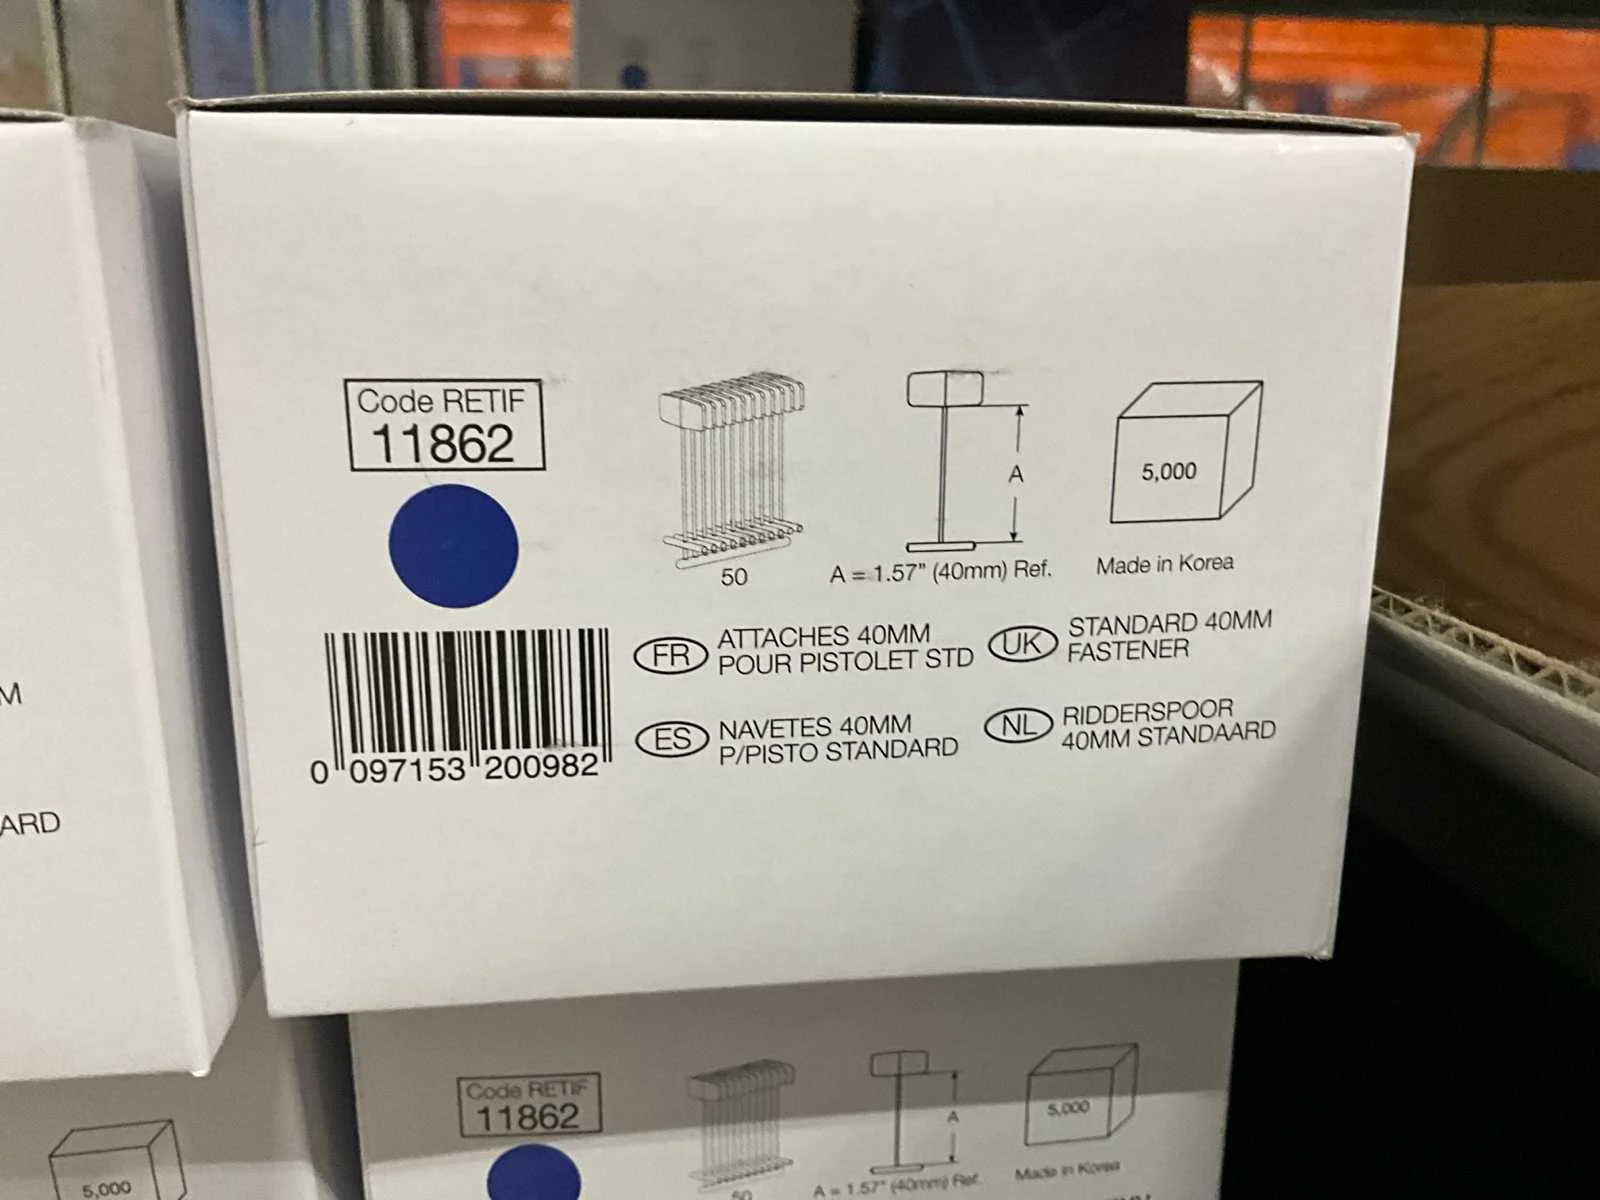 Code RETIF
11862
50
A
A = 1.57" (40mm) Ref.
5,000
Made in Korea
0 097153 200982
FR ATTACHES 40MM
POUR PISTOLET STD
UK STANDARD 40MM
FASTENER
ES NAVETES 40MM
P/PISTO STANDARD
NL RIDDERSPOOR
40MM STANDAARD
M
ARD
5,000
Code RETIF
11862
50
A
A = 1.57" (40mm) Ref.
5,000
Made in Korea